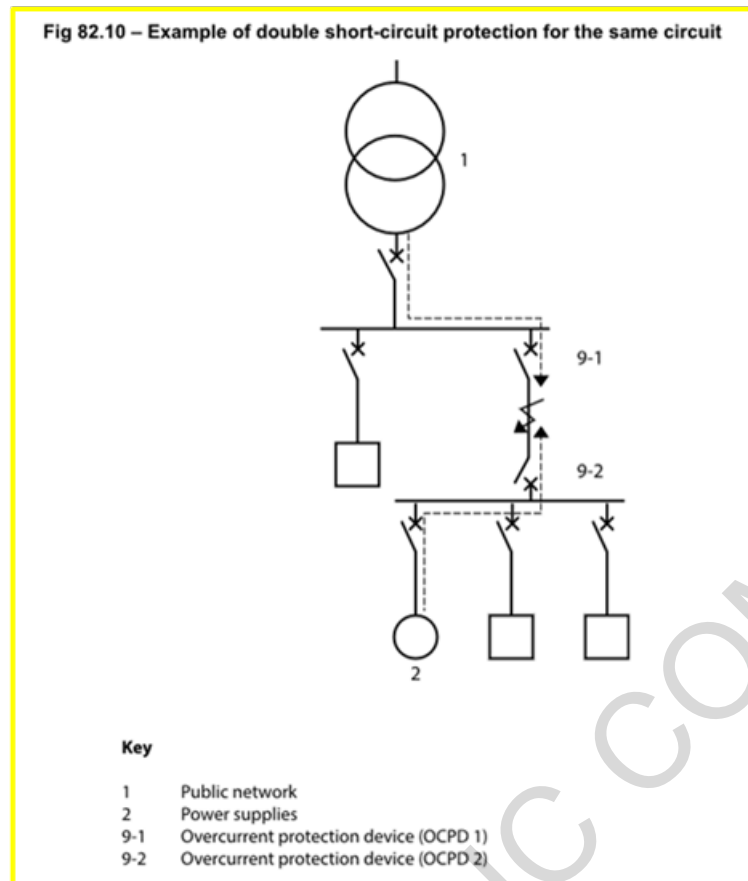 Fig 82.10 – Example of double short-circuit protection for the same circuit
1
9-1
9-2
2
Key
1 Public network
2 Power supplies
9-1 Overcurrent protection device (OCPD 1)
9-2 Overcurrent protection device (OCPD 2)
IC COM